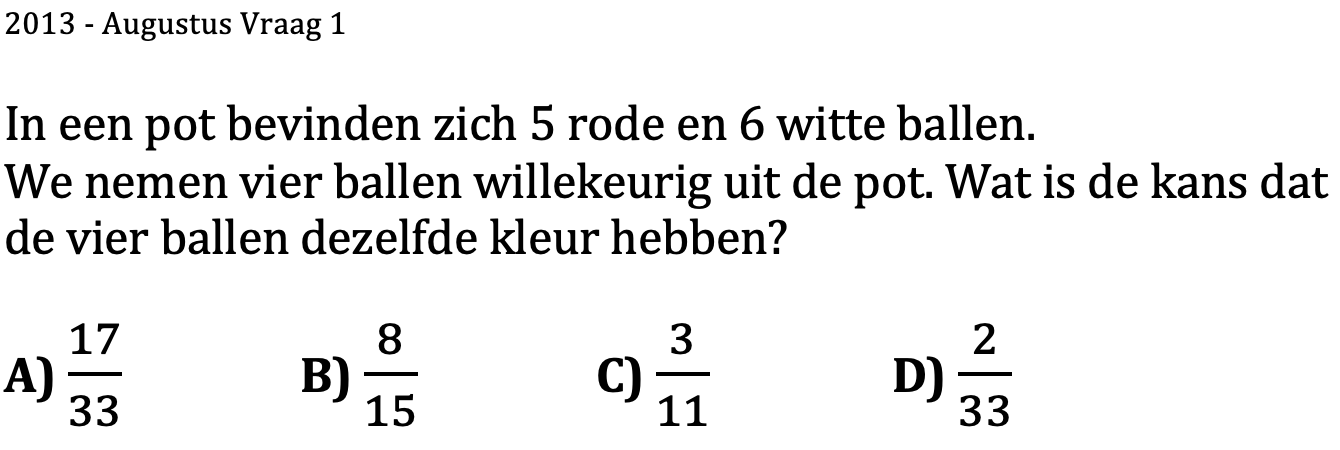 2013 - Augustus Vraag 1
In een pot bevinden zich 5 rode en 6 witte ballen.
We nemen vier ballen willekeurig uit de pot. Wat is de kans dat
de vier ballen dezelfde kleur hebben?
A) 17/33 B) 8/15 C) 3/11 D) 2/33